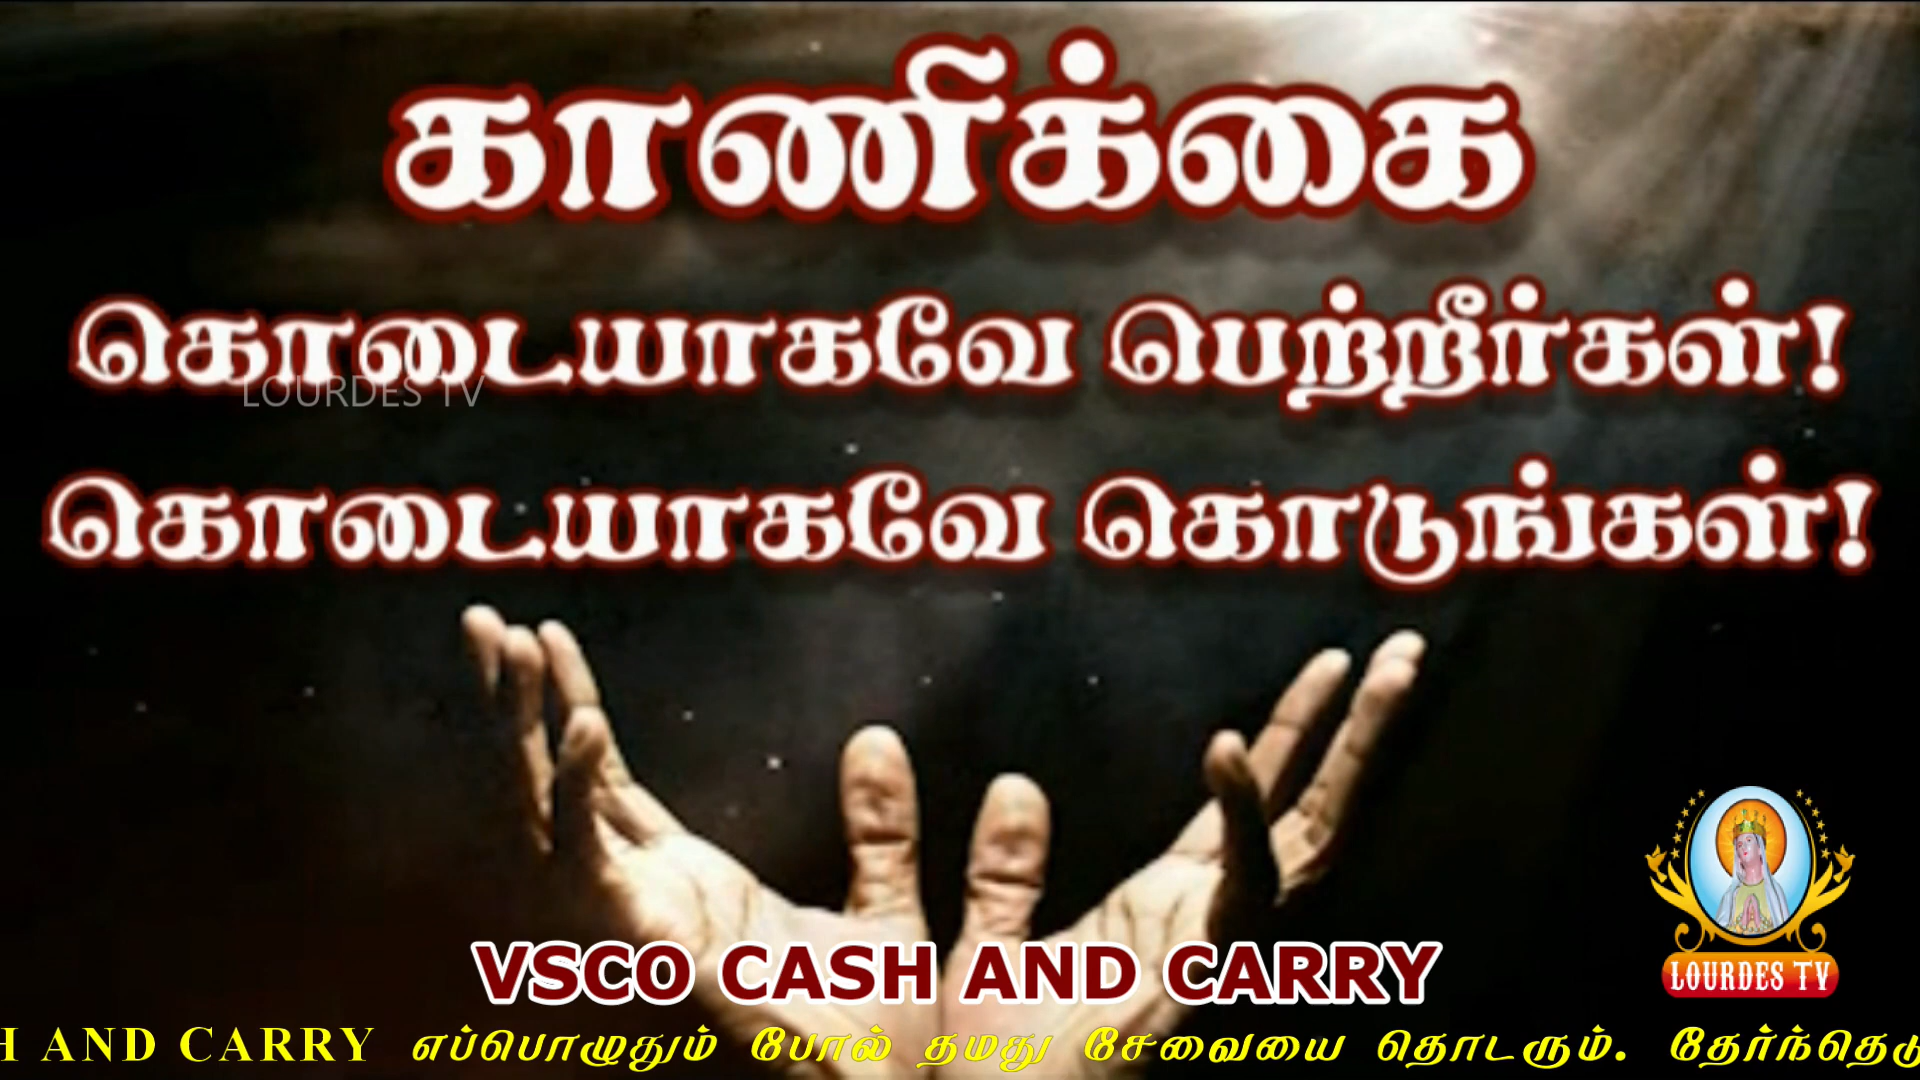 காணிக்கை
கொடையாகவே பெற்றீர்கள்!
LOURDES TV
கொடையாகவே கொடுங்கள்!
LOURDES TV
VSCO CASH AND CARRY
H AND CARRY எப்பொழுதும் போல் தமது சேவையை தொடரும். தேர்ந்தெடு